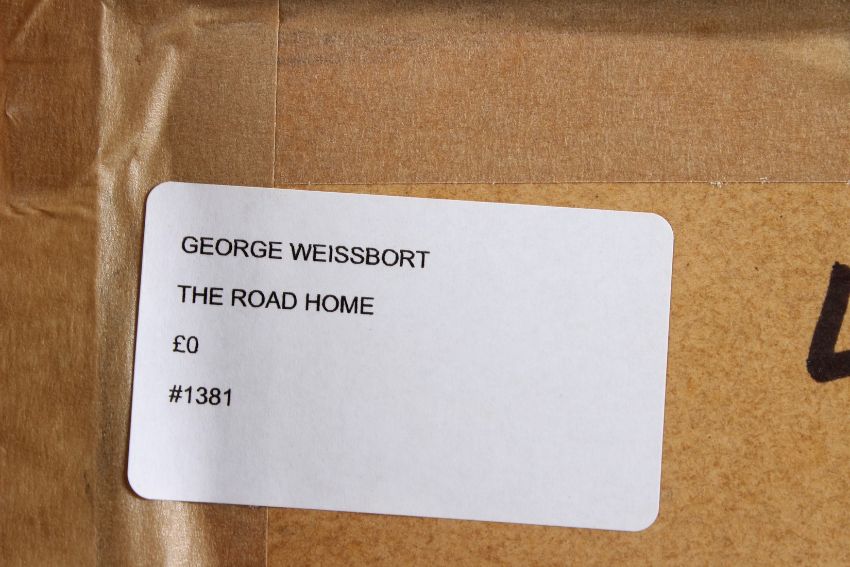 GEORGE WEISSBORT
THE ROAD HOME
£0
#1381